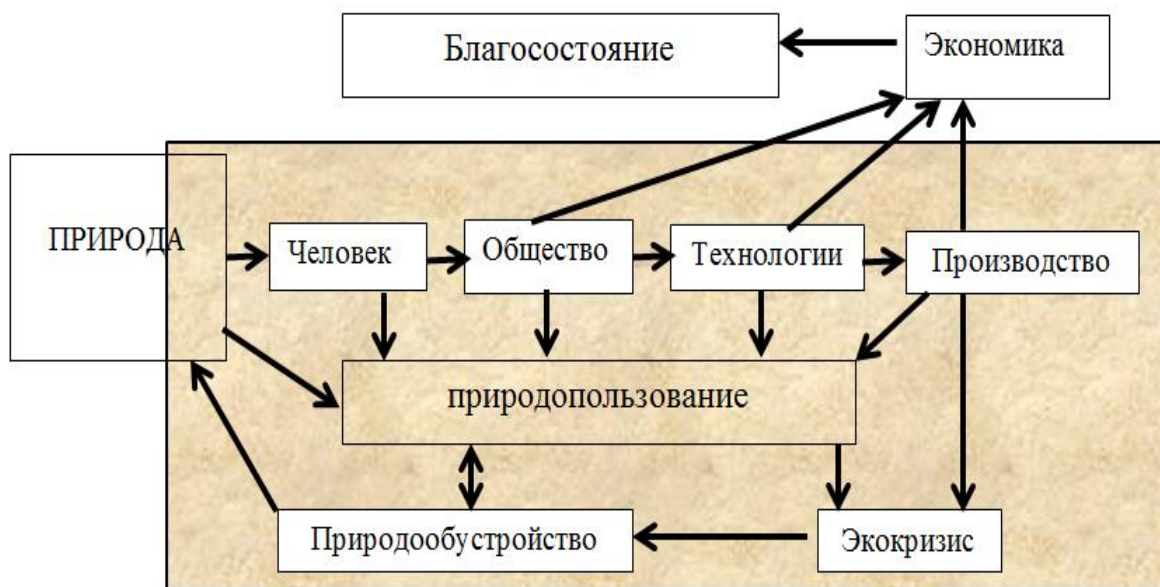 Благосостояние
Экономика
ПРИРОДА
Человек
Общество
Технологии
Производство
природопользование
Природообустройство
Экокризис